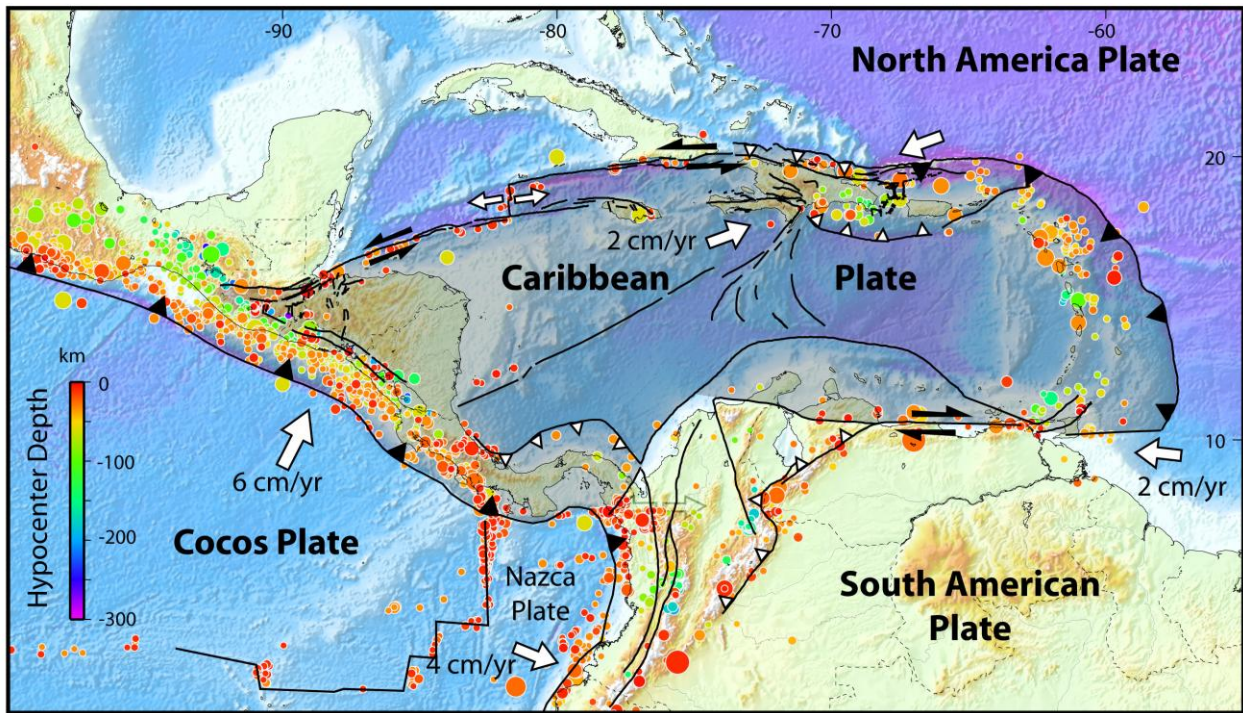 -90
-80
-70
-60
North America Plate
20
2 cm/yr
Caribbean
Plate
km
0
-100
-200
-300
Hypocenter Depth
6 cm/yr
10
2 cm/yr
Cocos Plate
Nazca
Plate
South American
Plate
4 cm/yr